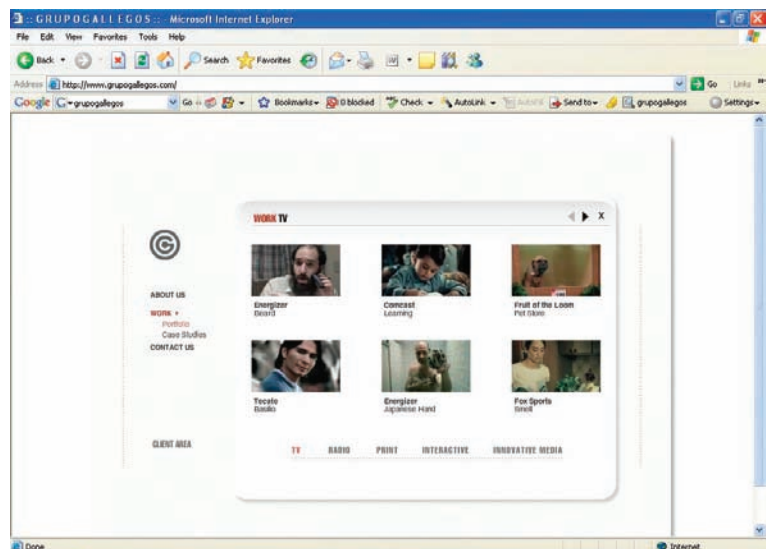 :: GRUPOGALLEGOS :: - Microsoft Internet Explorer
File Edit View Favorites Tools Help
Back Search Favorites
Address http://www.grupogallegos.com/ Go Links »
Google G grupogallegos Go Bookmarks 0 blocked Check AutoLink Send to grupogallegos Settings
WORK TV X
ABOUT US
WORK
Portfolio
Case Studies
CONTACT US
CLIENT AREA
Energizer
Beard
Comcast
Learning
Fruit of the Loom
Pet Store
Tecate
Basilio
Energizer
Japanese Hand
Fox Sports
Smell
TV RADIO PRINT INTERACTIVE INNOVATIVE MEDIA
Done Internet